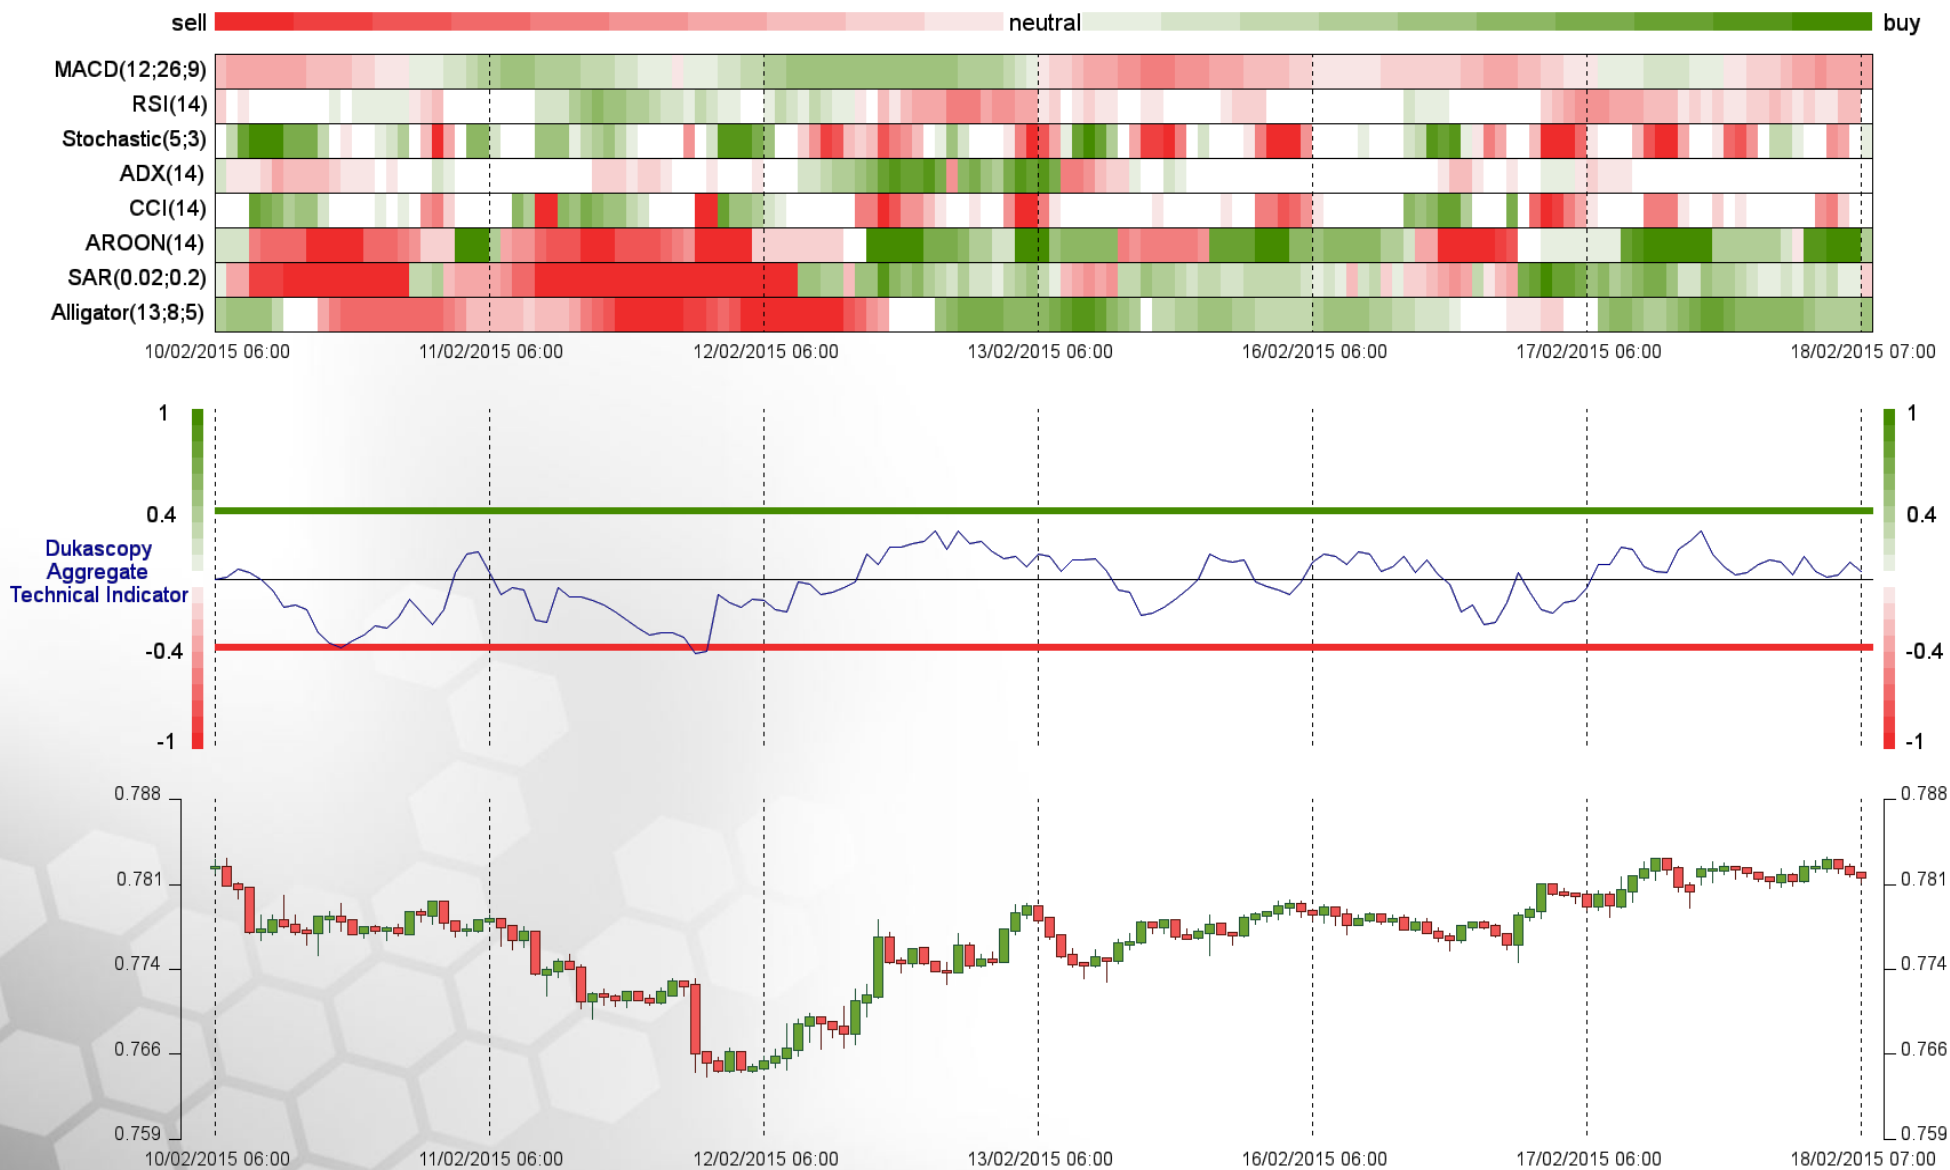 sell neutral buy
MACD(12;26;9)
RSI(14)
Stochastic(5;3)
ADX(14)
CCI(14)
AROON(14)
SAR(0.02;0.2)
Alligator(13;8;5)
10/02/2015 06:00 11/02/2015 06:00 12/02/2015 06:00 13/02/2015 06:00 16/02/2015 06:00 17/02/2015 06:00 18/02/2015 07:00
1 1
0.4 0.4
Dukascopy
Aggregate
Technical Indicator
-0.4 -0.4
-1 -1
0.788 0.788
0.781 0.781
0.774 0.774
0.766 0.766
0.759 0.759
10/02/2015 06:00 11/02/2015 06:00 12/02/2015 06:00 13/02/2015 06:00 16/02/2015 06:00 17/02/2015 06:00 18/02/2015 07:00